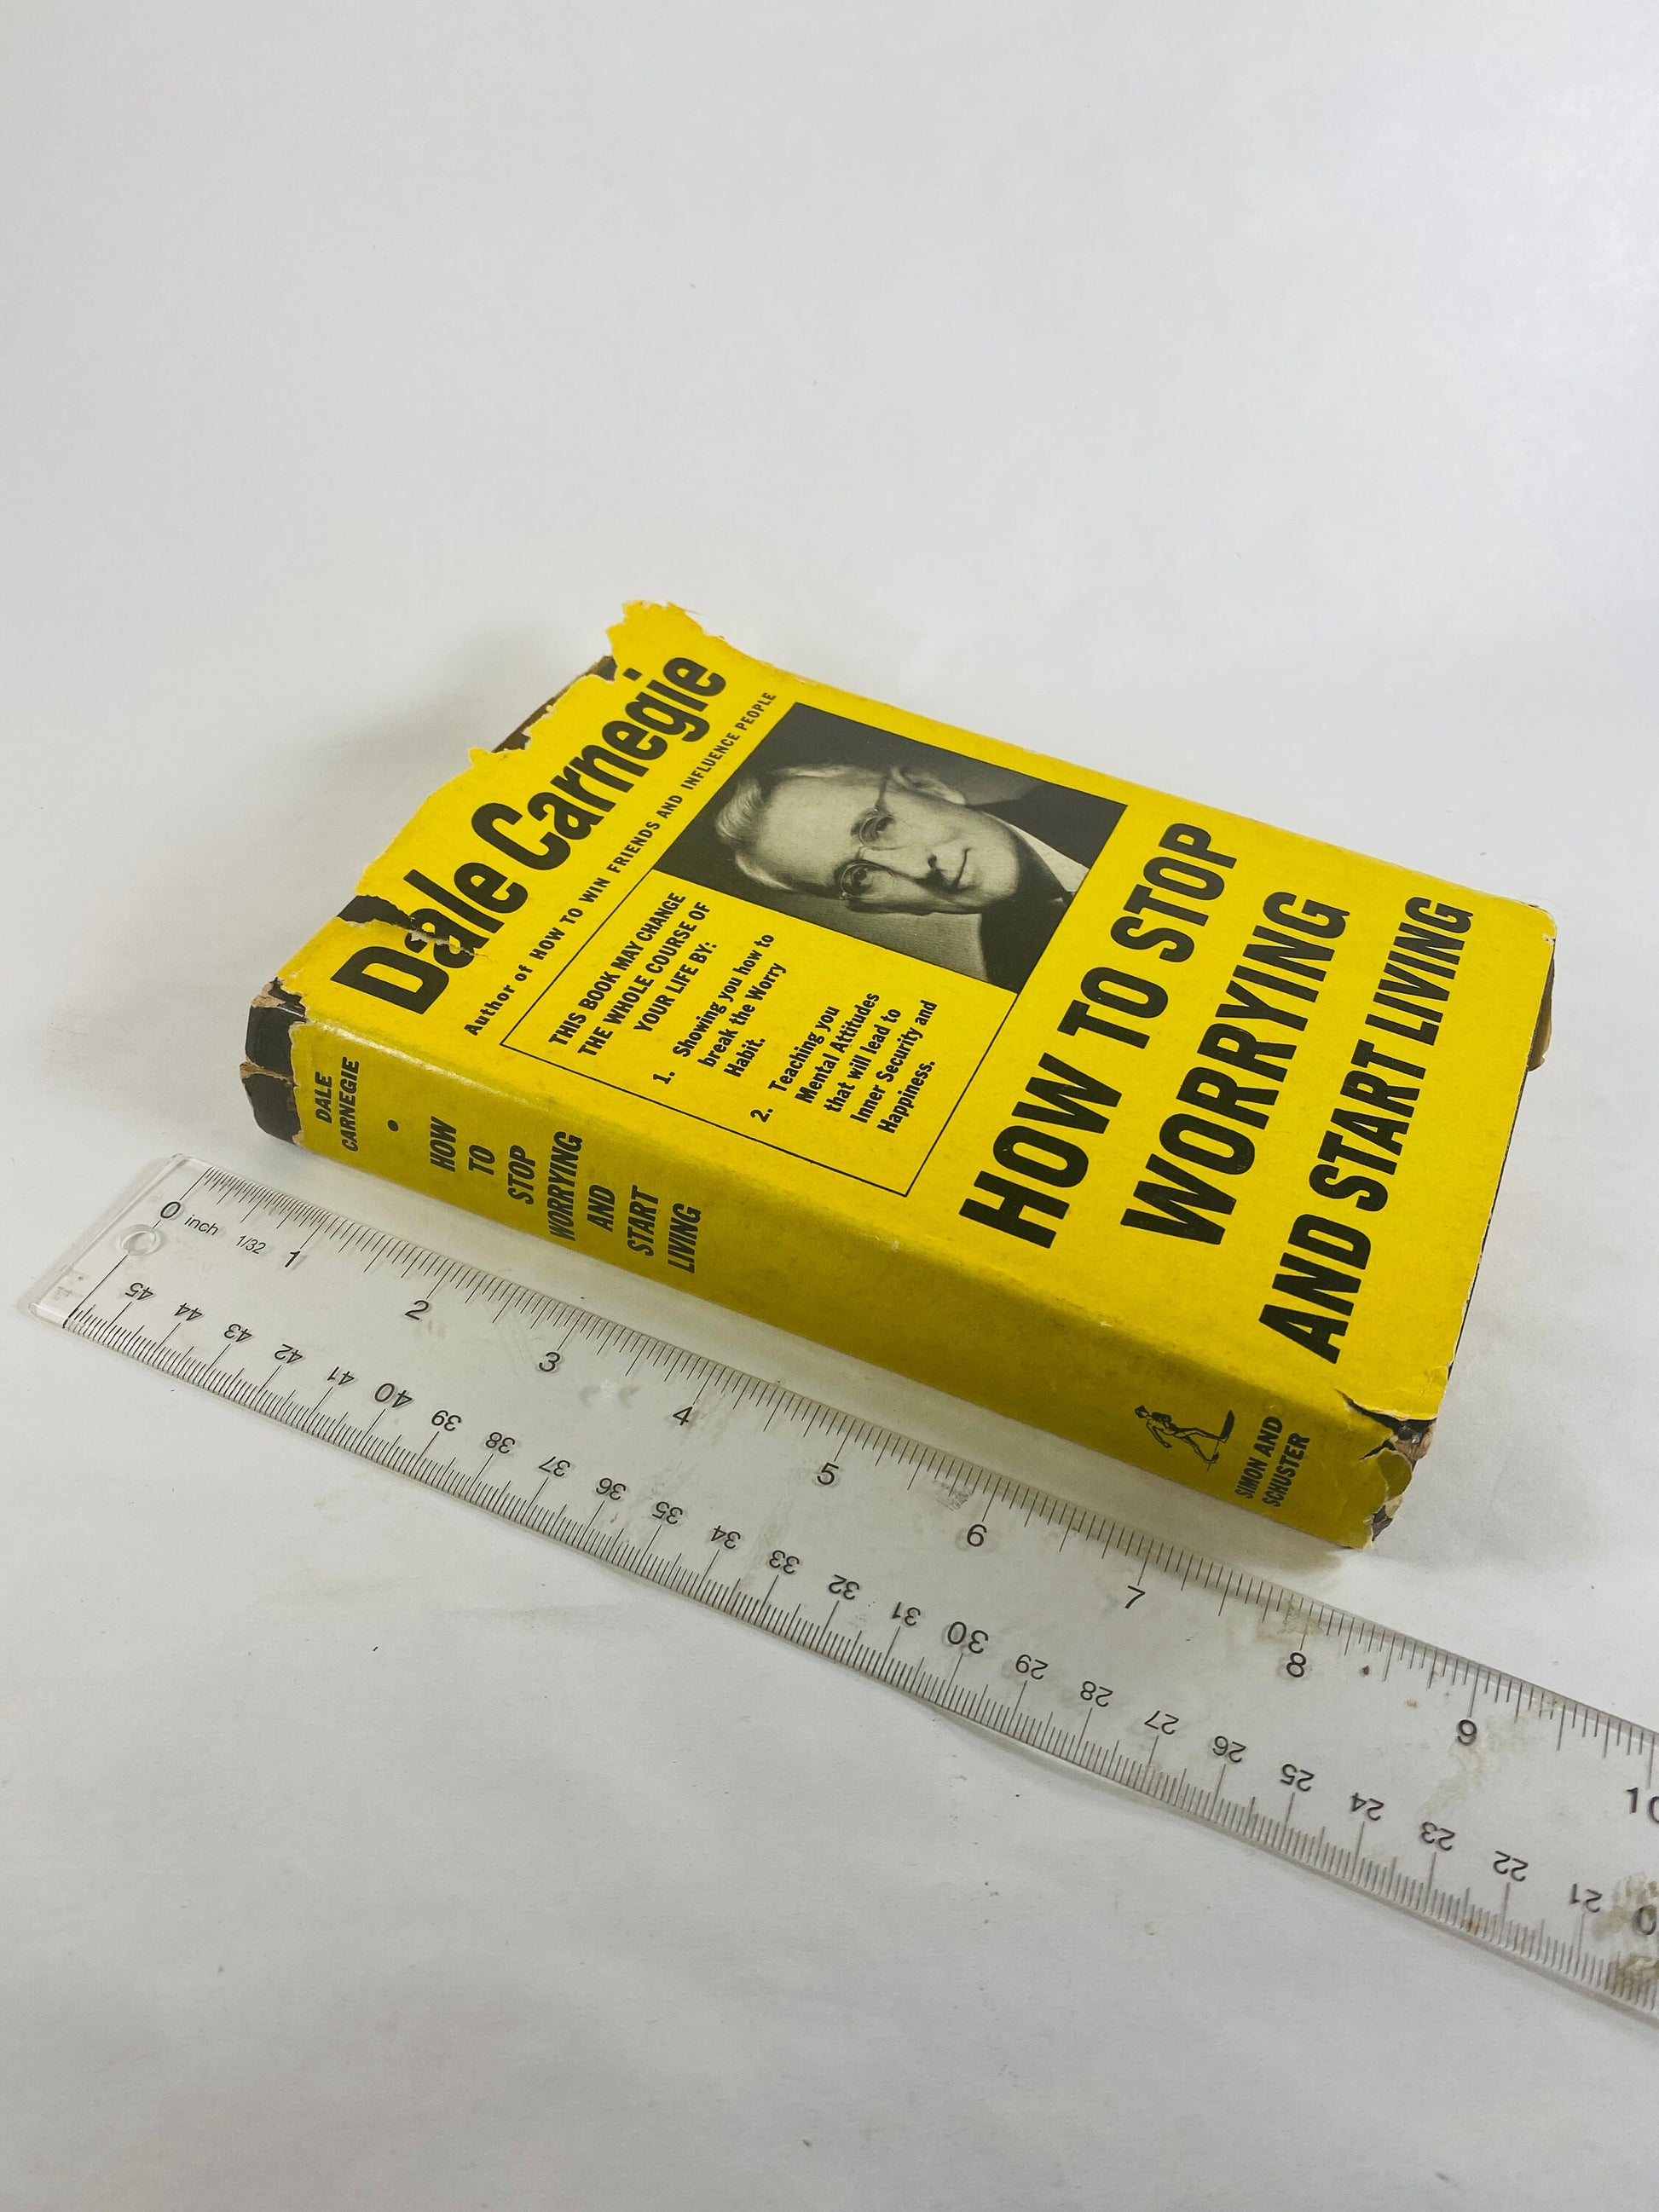 Dale Carnegie
Author of HOW TO WIN FRIENDS AND INFLUENCE PEOPLE
THIS BOOK MAY CHANGE
THE WHOLE COURSE OF
YOUR LIFE BY:
1. Showing you how to
break the Worry
Habit.
2. Teaching you
Mental Attitudes
that will lead to
Inner Security and
Happiness.
HOW TO STOP
WORRYING
AND START LIVING
DALE
CARNEGIE
•
HOW
TO
STOP
WORRYING
AND
START
LIVING
SIMON AND
SCHUSTER
0 1 2 3 4 5 6 7 8 9 10
inch 1/32
45 44 43 42 41 40 39 38 37 36 35 34 33 32 31 30 29 28 27 26 25 24 23 22 21